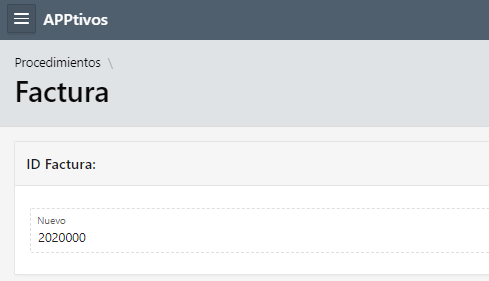 APPtivos
Procedimientos \
Factura
ID Factura:
Nuevo
2020000